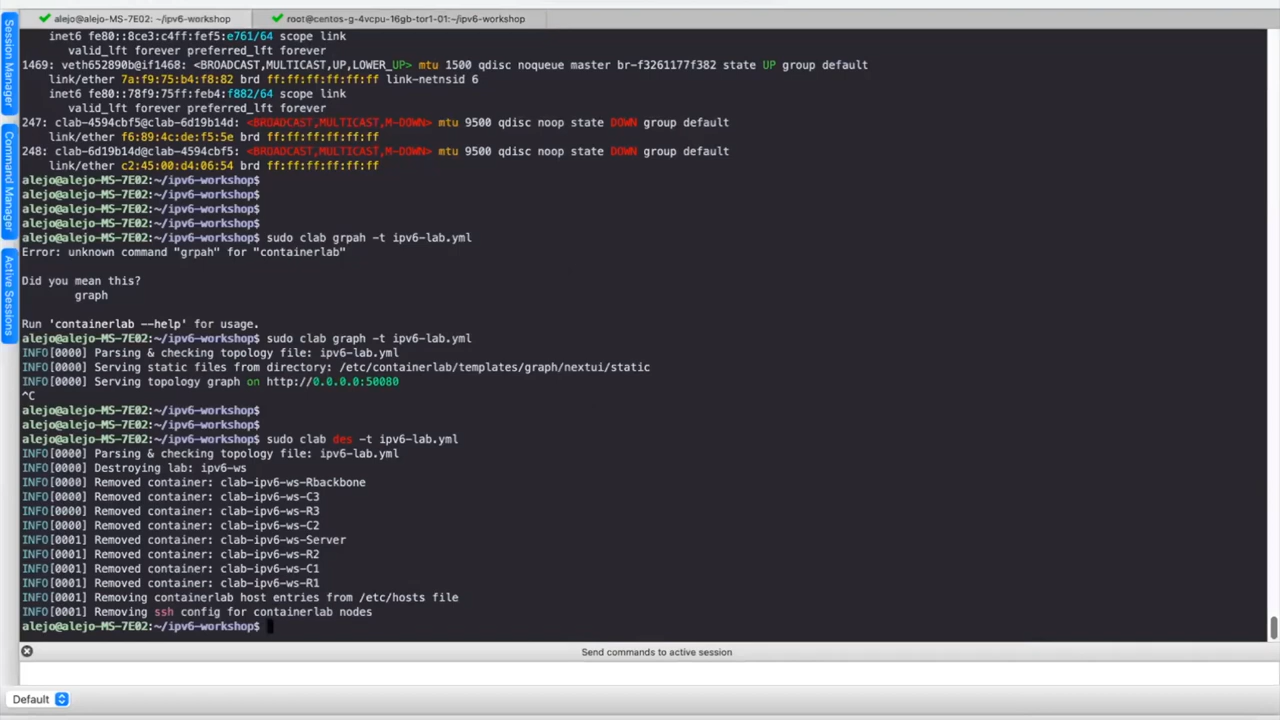 alejo@alejo-MS-7E02: ~/ipv6-workshop
root@centos-g-4vcpu-16gb-tor1-01:~/ipv6-workshop
Session Manager
Command Manager
Active Sessions
inet6 fe80::8ce3:c4ff:fef5:e761/64 scope link
valid_lft forever preferred_lft forever
1469: veth652890b@if1468: <BROADCAST,MULTICAST,UP,LOWER_UP> mtu 1500 qdisc noqueue master br-f3261177f382 state UP group default
link/ether 7a:f9:75:b4:f8:82 brd ff:ff:ff:ff:ff:ff link-netnsid 6
inet6 fe80::78f9:75ff:feb4:f882/64 scope link
valid_lft forever preferred_lft forever
247: clab-4594cbf5@clab-6d19b14d: <BROADCAST,MULTICAST,M-DOWN> mtu 9500 qdisc noop state DOWN group default
link/ether f6:89:4c:de:f5:5e brd ff:ff:ff:ff:ff:ff
248: clab-6d19b14d@clab-4594cbf5: <BROADCAST,MULTICAST,M-DOWN> mtu 9500 qdisc noop state DOWN group default
link/ether c2:45:00:d4:06:54 brd ff:ff:ff:ff:ff:ff
alejo@alejo-MS-7E02:~/ipv6-workshop$
alejo@alejo-MS-7E02:~/ipv6-workshop$
alejo@alejo-MS-7E02:~/ipv6-workshop$
alejo@alejo-MS-7E02:~/ipv6-workshop$
alejo@alejo-MS-7E02:~/ipv6-workshop$ sudo clab grpah -t ipv6-lab.yml
Error: unknown command "grpah" for "containerlab"
Did you mean this?
graph
Run 'containerlab --help' for usage.
alejo@alejo-MS-7E02:~/ipv6-workshop$ sudo clab graph -t ipv6-lab.yml
INFO[0000] Parsing & checking topology file: ipv6-lab.yml
INFO[0000] Serving static files from directory: /etc/containerlab/templates/graph/nextui/static
INFO[0000] Serving topology graph on http://0.0.0.0:50080
^C
alejo@alejo-MS-7E02:~/ipv6-workshop$
alejo@alejo-MS-7E02:~/ipv6-workshop$
alejo@alejo-MS-7E02:~/ipv6-workshop$ sudo clab des -t ipv6-lab.yml
INFO[0000] Parsing & checking topology file: ipv6-lab.yml
INFO[0000] Destroying lab: ipv6-ws
INFO[0000] Removed container: clab-ipv6-ws-Rbackbone
INFO[0000] Removed container: clab-ipv6-ws-C3
INFO[0000] Removed container: clab-ipv6-ws-R3
INFO[0000] Removed container: clab-ipv6-ws-C2
INFO[0001] Removed container: clab-ipv6-ws-Server
INFO[0001] Removed container: clab-ipv6-ws-R2
INFO[0001] Removed container: clab-ipv6-ws-C1
INFO[0001] Removed container: clab-ipv6-ws-R1
INFO[0001] Removing containerlab host entries from /etc/hosts file
INFO[0001] Removing ssh config for containerlab nodes
alejo@alejo-MS-7E02:~/ipv6-workshop$
Send commands to active session
Default